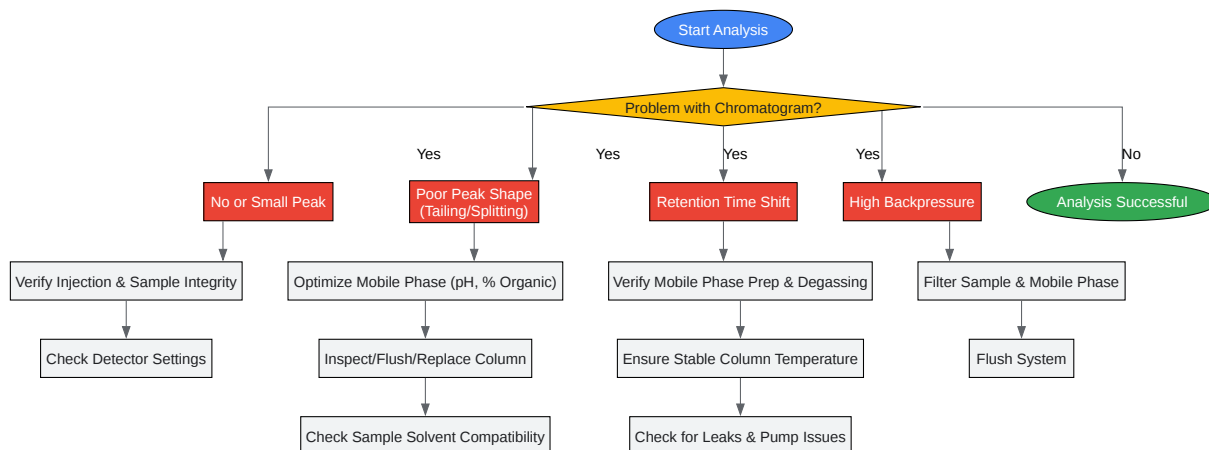 Start Analysis
Problem with Chromatogram?
Yes
Yes
Yes
Yes
No
No or Small Peak
Poor Peak Shape
(Tailing/Splitting)
Retention Time Shift
High Backpressure
Analysis Successful
Verify Injection & Sample Integrity
Optimize Mobile Phase (pH, % Organic)
Verify Mobile Phase Prep & Degassing
Filter Sample & Mobile Phase
Check Detector Settings
Inspect/Flush/Replace Column
Ensure Stable Column Temperature
Flush System
Check Sample Solvent Compatibility
Check for Leaks & Pump Issues